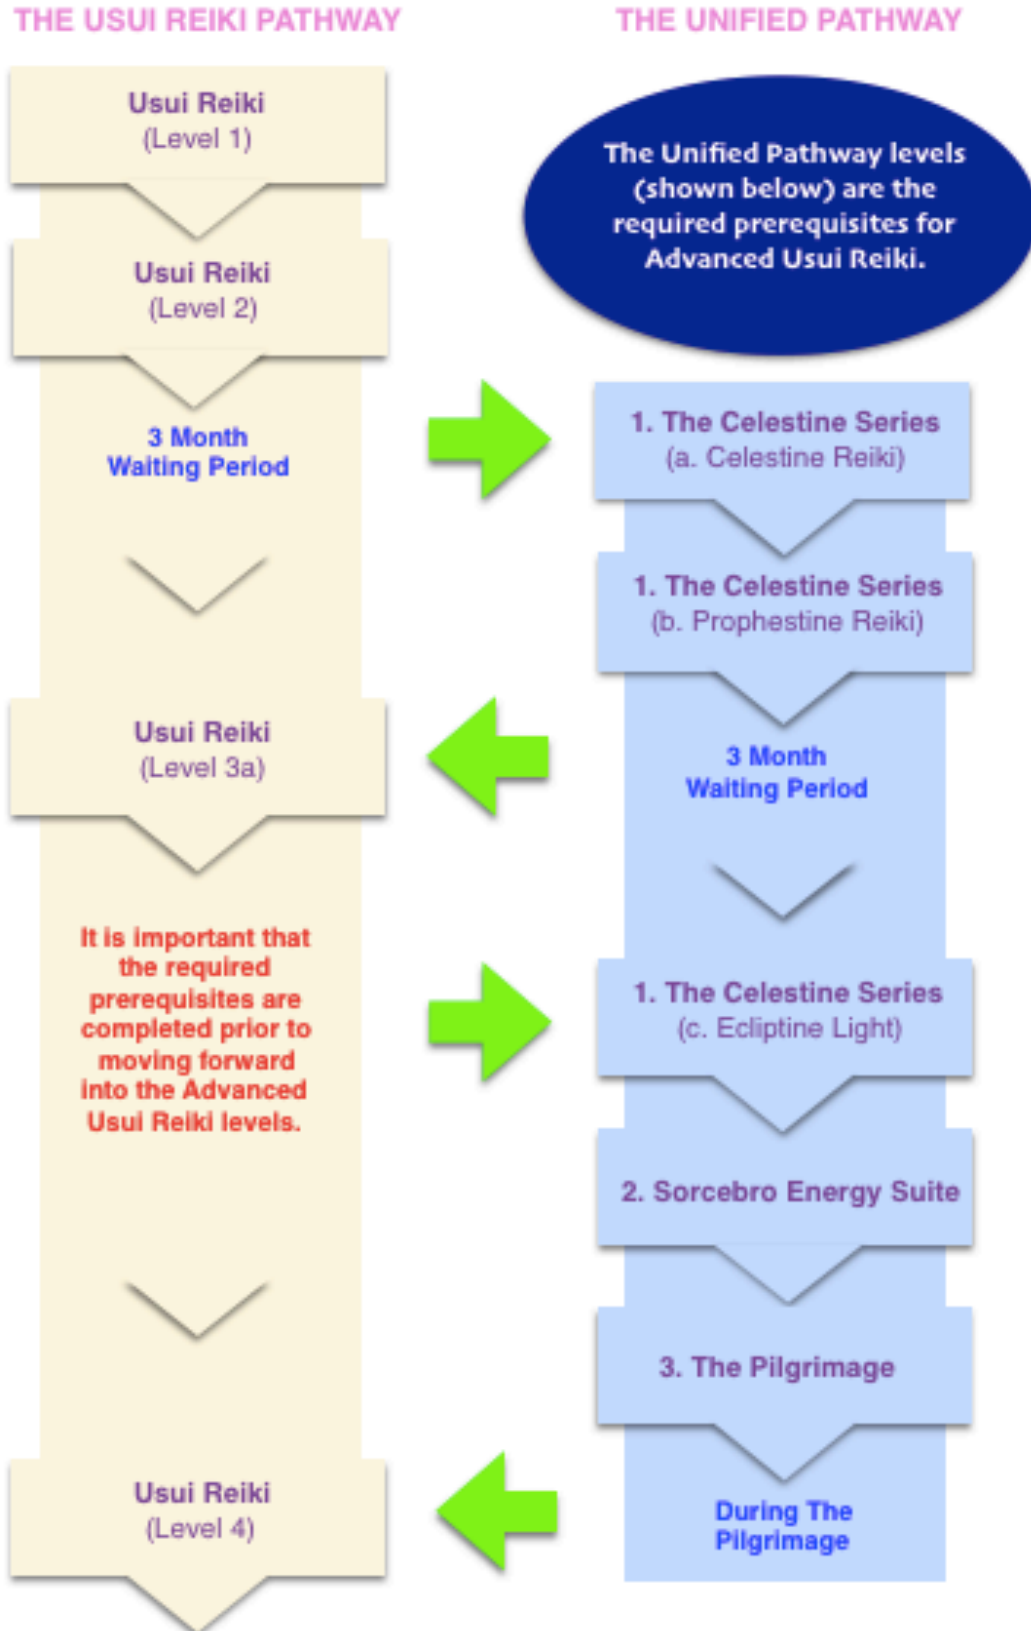 THE USUI REIKI PATHWAY
Usui Reiki
(Level 1)
Usui Reiki
(Level 2)
3 Month
Waiting Period
Usui Reiki
(Level 3a)
It is important that
the required
prerequisites are
completed prior to
moving forward
into the Advanced
Usui Reiki levels.
Usui Reiki
(Level 4)
THE UNIFIED PATHWAY
The Unified Pathway levels
(shown below) are the
required prerequisites for
Advanced Usui Reiki.
1. The Celestine Series
(a. Celestine Reiki)
1. The Celestine Series
(b. Prophestine Reiki)
3 Month
Waiting Period
1. The Celestine Series
(c. Ecliptine Light)
2. Sorcebro Energy Suite
3. The Pilgrimage
During The
Pilgrimage